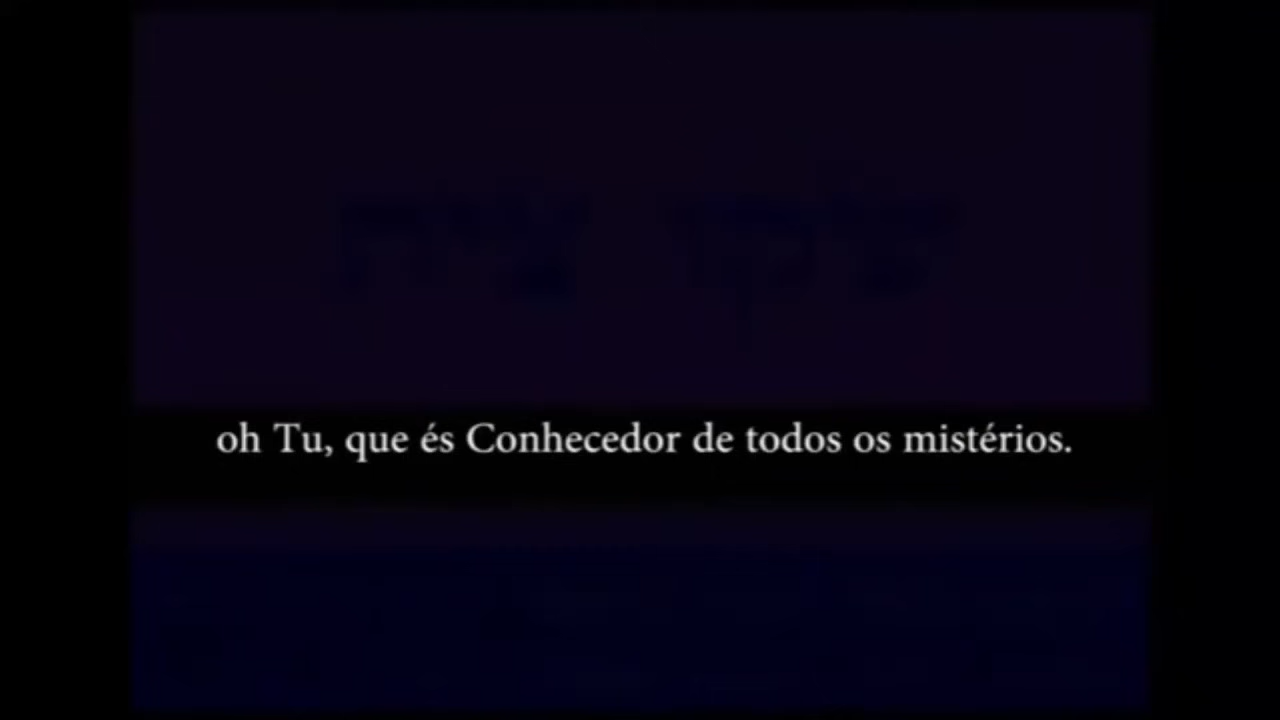 oh Tu, que és Conhecedor de todos os mistérios.